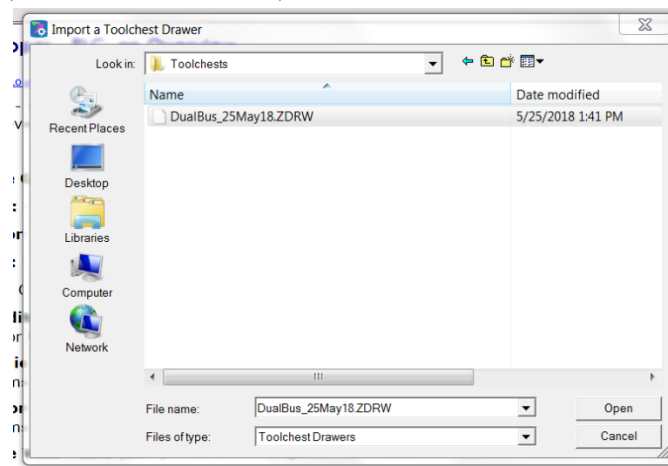 Import a Toolchest Drawer
Look in: Toolchests
Name Date modified
DualBus_25May18.ZDRW 5/25/2018 1:41 PM
Recent Places
Desktop
Libraries
Computer
Network
File name: DualBus_25May18.ZDRW Open
Files of type: Toolchest Drawers Cancel